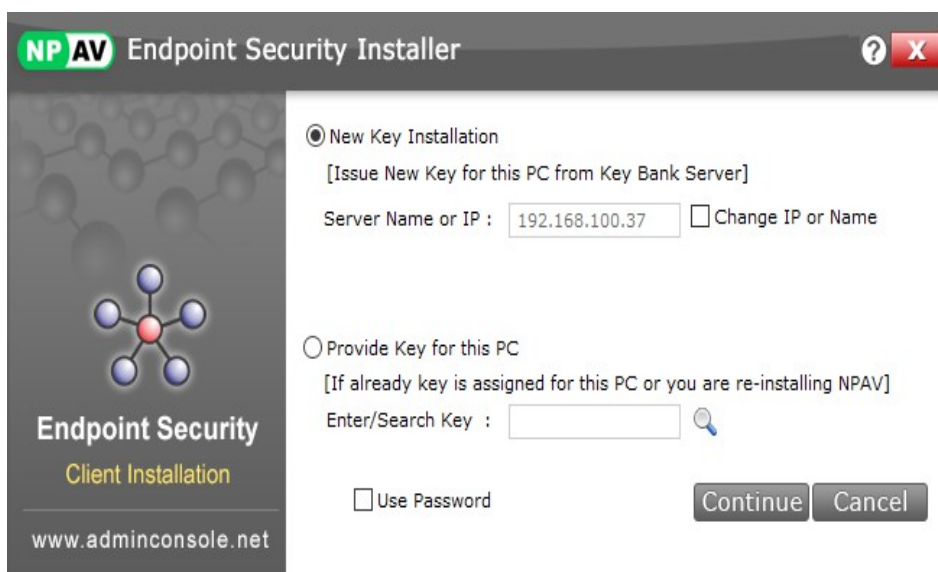 NP AV Endpoint Security Installer
? X
New Key Installation
[Issue New Key for this PC from Key Bank Server]
Server Name or IP : 192.168.100.37 Change IP or Name
Provide Key for this PC
[If already key is assigned for this PC or you are re-installing NPAV]
Enter/Search Key :
Use Password
Continue Cancel
Endpoint Security
Client Installation
www.adminconsole.net